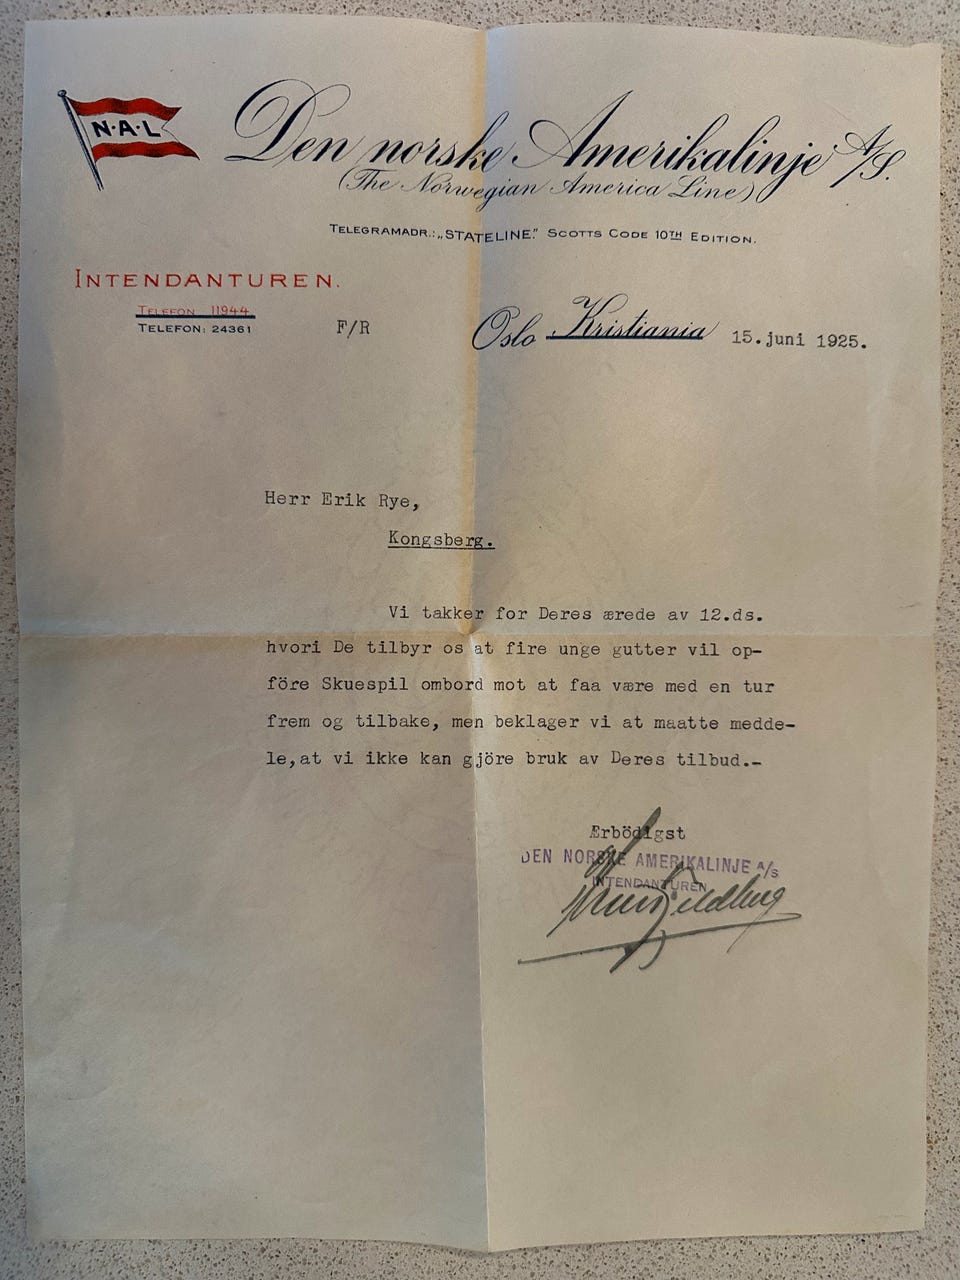 N·A·L
Den norske Amerikalinje A/S.
(The Norwegian America Line)
TELEGRAMADR.: „STATELINE." SCOTTS CODE 10TH EDITION.
INTENDANTUREN.
TELEFON 11944
TELEFON: 24361
F/R
Oslo Kristiania 15.juni 1925.
Herr Erik Rye,
Kongsberg.
Vi takker for Deres ærede av 12.ds.
hvori De tilbyr os at fire unge gutter vil op-
före Skuespil ombord mot at faa være med en tur
frem og tilbake, men beklager vi at maatte medde-
le,at vi ikke kan gjöre bruk av Deres tilbud.-
Ærbödigst
DEN NORSKE AMERIKALINJE A/S
INTENDANTUREN